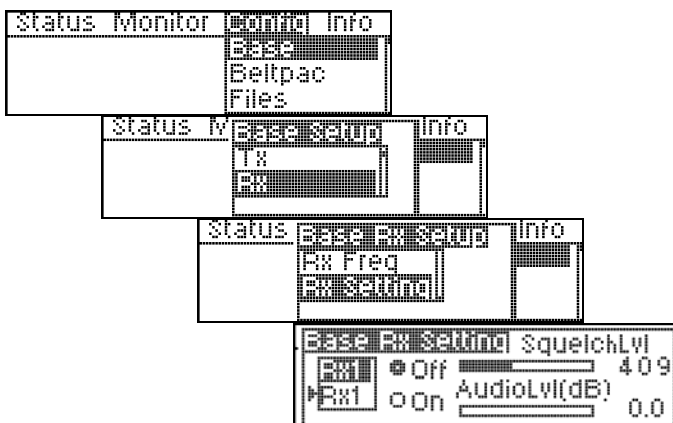 Status Monitor Config Info
Base
Beltpac
Files
Status M Base Setup Info
Tx
Rx
Status Base Rx Setup Info
Rx Freq
Rx Setting
Base Rx Setting SquelchLvl
Rx1 Off 409
Rx1 On AudioLvl(dB)
0.0